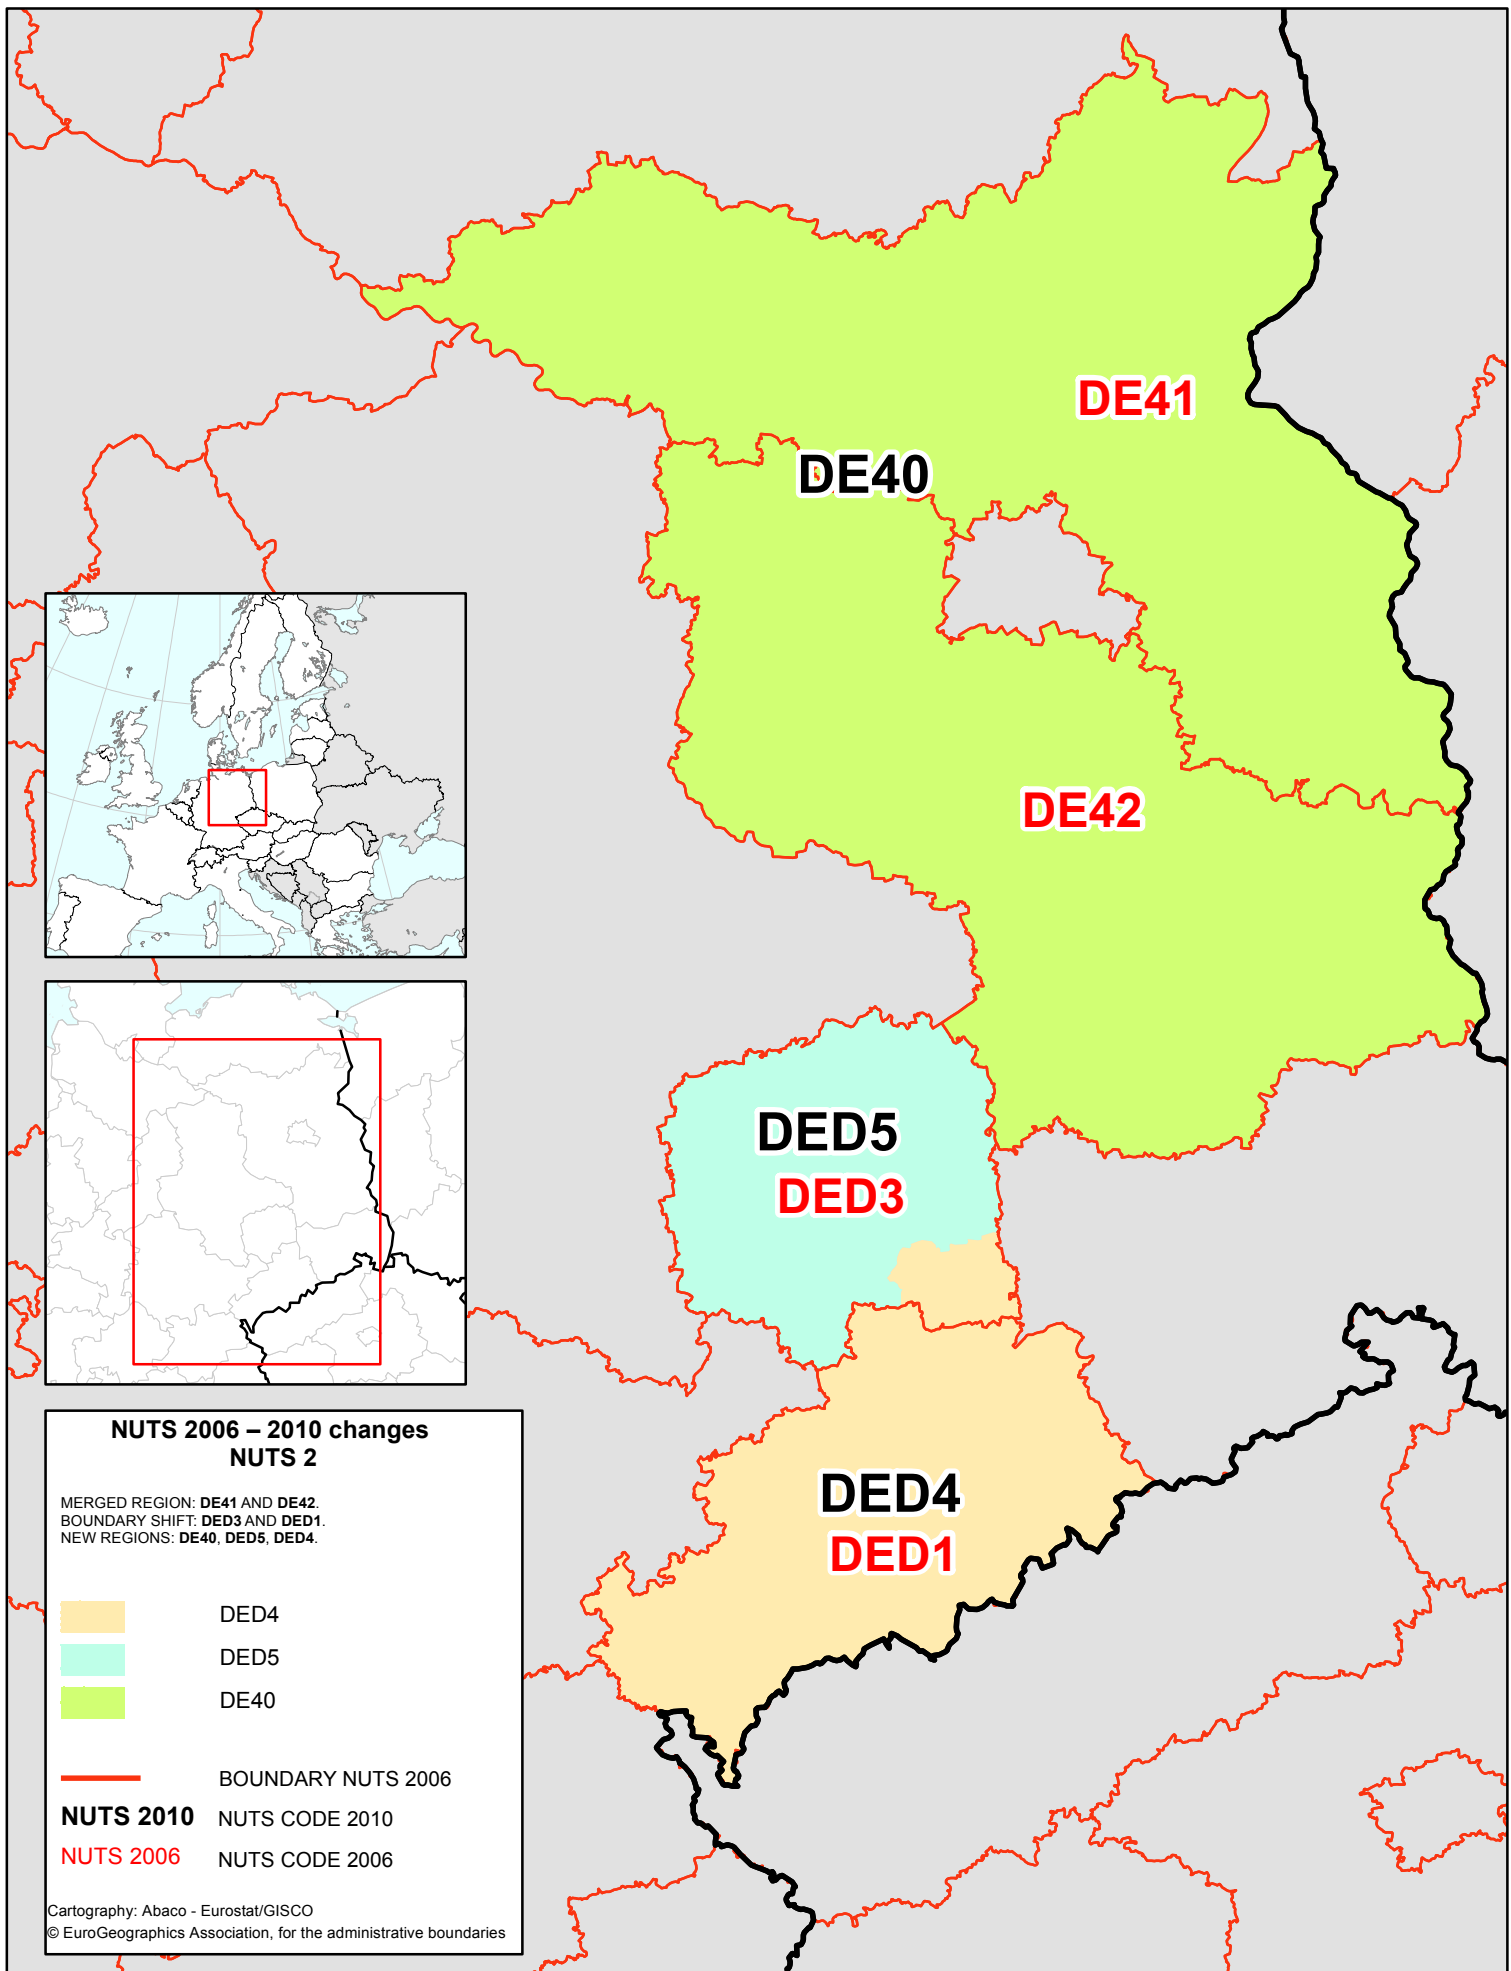 DE41
DE40
DE42
DED5
DED3
DED4
DED1
NUTS 2006 – 2010 changes
NUTS 2
MERGED REGION: DE41 AND DE42.
BOUNDARY SHIFT: DED3 AND DED1.
NEW REGIONS: DE40, DED5, DED4.
DED4
DED5
DE40
BOUNDARY NUTS 2006
NUTS 2010 NUTS CODE 2010
NUTS 2006 NUTS CODE 2006
Cartography: Abaco - Eurostat/GISCO
© EuroGeographics Association, for the administrative boundaries